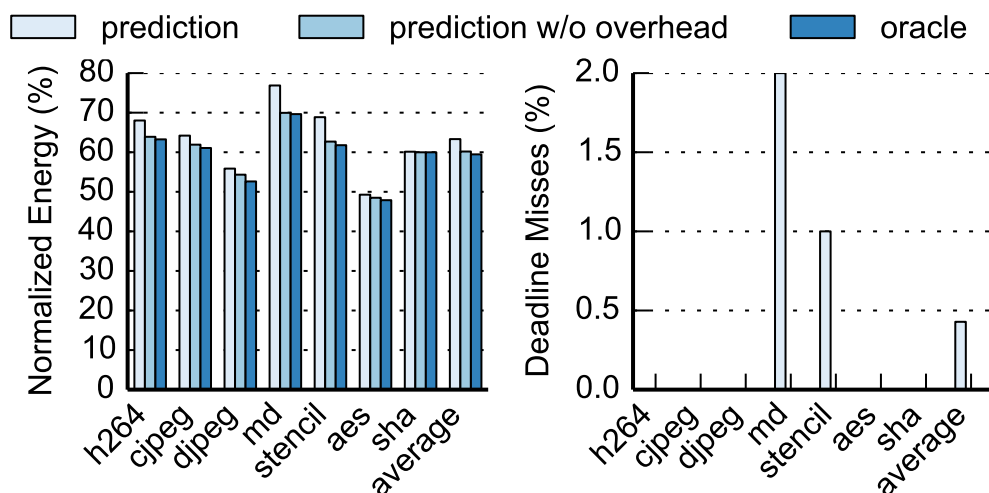 prediction
prediction w/o overhead
oracle
Normalized Energy (%)
80
70
60
50
40
30
20
10
0
h264
cjpeg
djpeg
md
stencil
aes
sha
average
Deadline Misses (%)
2.0
1.5
1.0
0.5
0.0
h264
cjpeg
djpeg
md
stencil
aes
sha
average